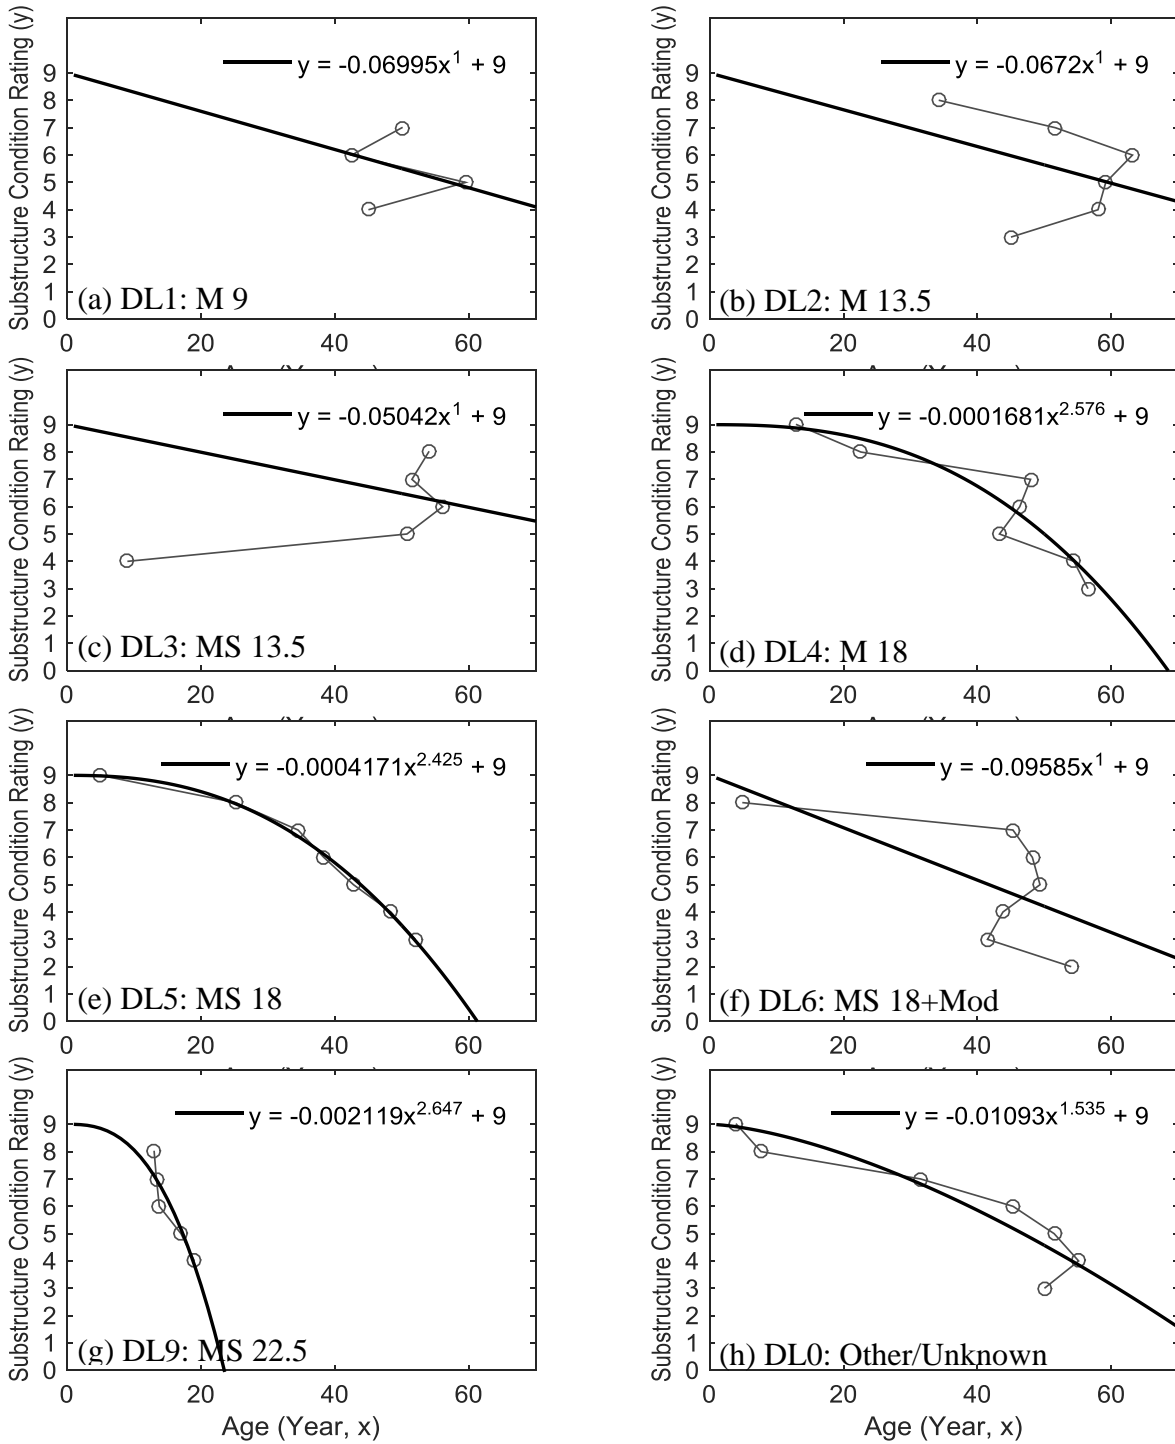 Substructure Condition Rating (y)
9
8
7
6
5
4
3
2
1
0
y = -0.06995x^1 + 9
(a) DL1: M 9
0 20 40 60
Substructure Condition Rating (y)
9
8
7
6
5
4
3
2
1
0
y = -0.0672x^1 + 9
(b) DL2: M 13.5
0 20 40 60
Substructure Condition Rating (y)
9
8
7
6
5
4
3
2
1
0
y = -0.05042x^1 + 9
(c) DL3: MS 13.5
0 20 40 60
Substructure Condition Rating (y)
9
8
7
6
5
4
3
2
1
0
y = -0.0001681x^2.576 + 9
(d) DL4: M 18
0 20 40 60
Substructure Condition Rating (y)
9
8
7
6
5
4
3
2
1
0
y = -0.0004171x^2.425 + 9
(e) DL5: MS 18
0 20 40 60
Substructure Condition Rating (y)
9
8
7
6
5
4
3
2
1
0
y = -0.09585x^1 + 9
(f) DL6: MS 18+Mod
0 20 40 60
Substructure Condition Rating (y)
9
8
7
6
5
4
3
2
1
0
y = -0.002119x^2.647 + 9
(g) DL9: MS 22.5
0 20 40 60
Age (Year, x)
Substructure Condition Rating (y)
9
8
7
6
5
4
3
2
1
0
y = -0.01093x^1.535 + 9
(h) DL0: Other/Unknown
0 20 40 60
Age (Year, x)